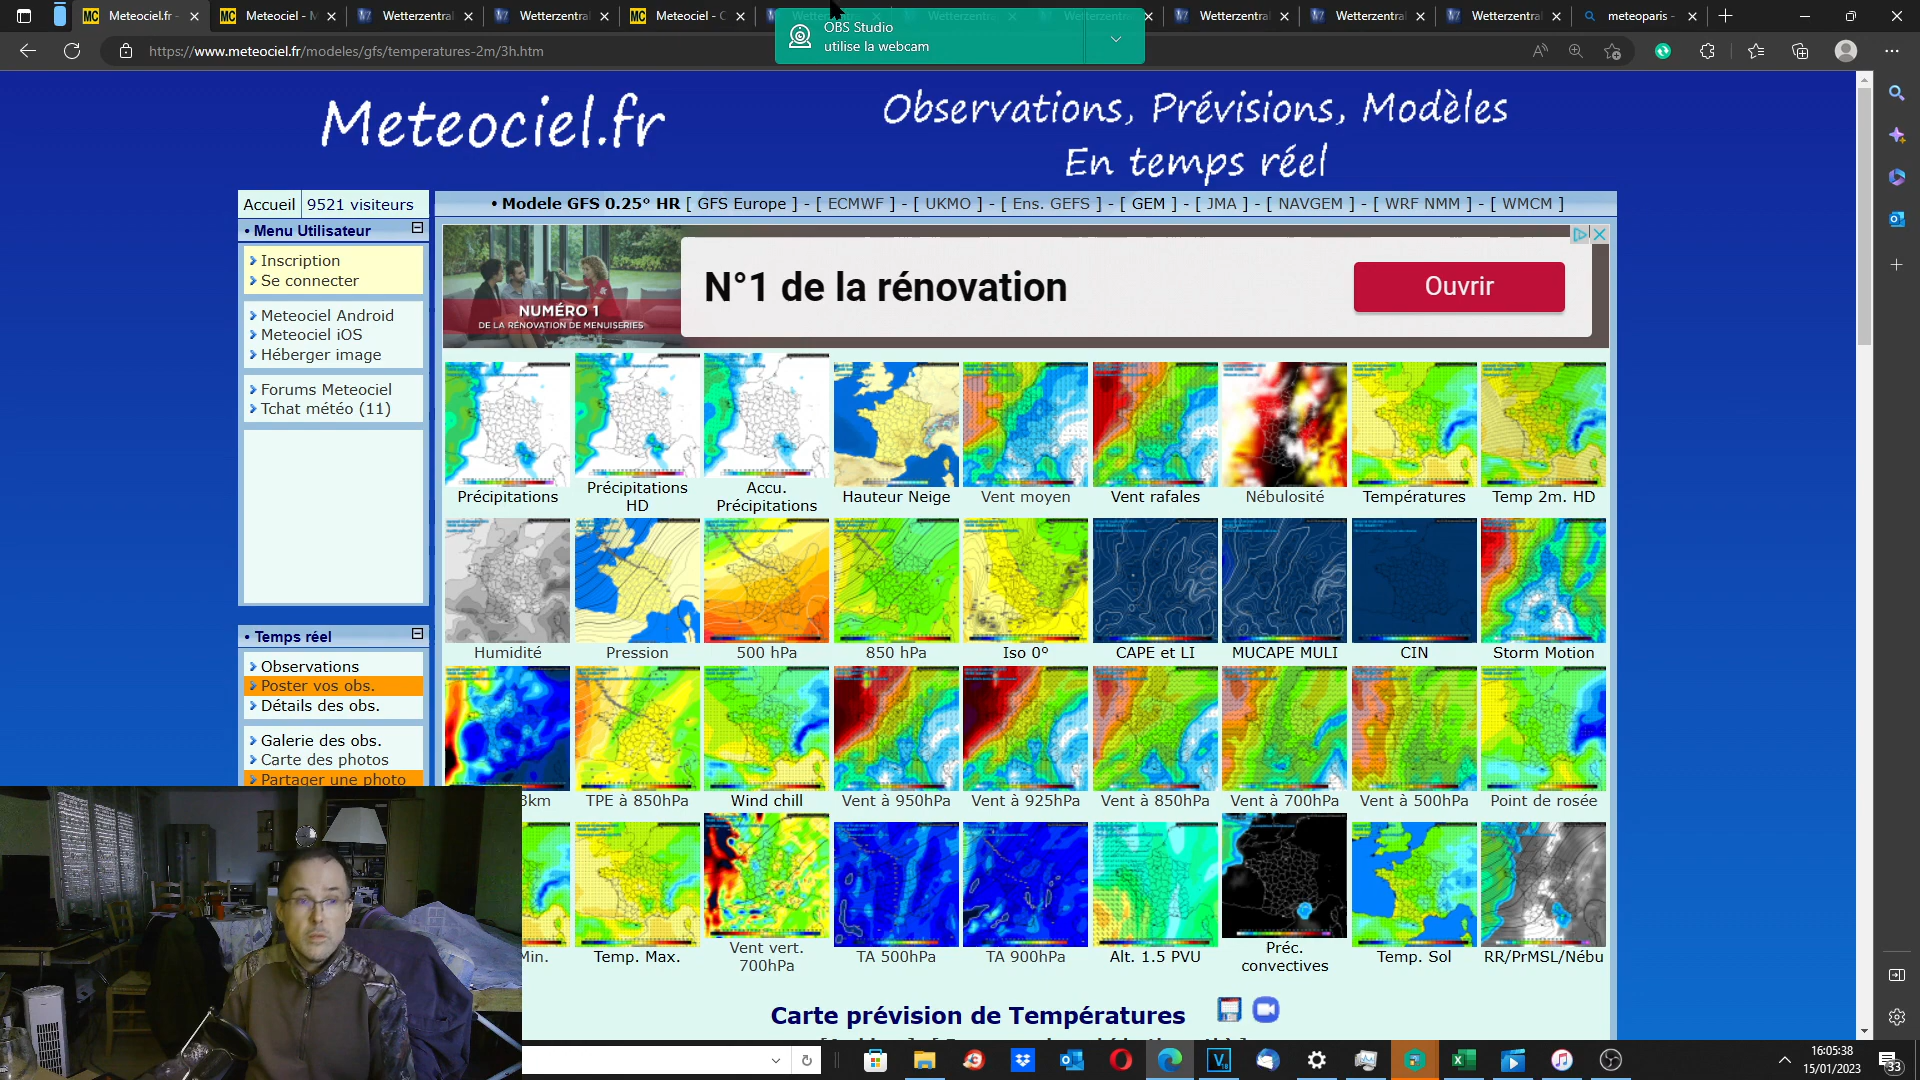 Meteociel.fr -
Meteociel - M
Wetterzentral
Wetterzentral
Meteociel - C
Wetterzentral
Wetterzentral
Wetterzentral
meteoparis -
OBS Studio
utilise la webcam
https://www.meteociel.fr/modeles/gfs/temperatures-2m/3h.htm
Meteociel.fr
Observations, Prévisions, Modèles
En temps réel
Accueil
9521 visiteurs
• Modele GFS 0.25° HR [ GFS Europe ] - [ ECMWF ] - [ UKMO ] - [ Ens. GEFS ] - [ GEM ] - [ JMA ] - [ NAVGEM ] - [ WRF NMM ] - [ WMCM ]
• Menu Utilisateur
Inscription
Se connecter
Meteociel Android
Meteociel iOS
Héberger image
Forums Meteociel
Tchat météo (11)
NUMÉRO 1
DE LA RÉNOVATION DE MENUISERIES
N°1 de la rénovation
Ouvrir
Précipitations
Précipitations HD
Accu. Précipitations
Hauteur Neige
Vent moyen
Vent rafales
Nébulosité
Températures
Temp 2m. HD
Humidité
Pression
500 hPa
850 hPa
Iso 0°
CAPE et LI
MUCAPE MULI
CIN
Storm Motion
• Temps réel
Observations
Poster vos obs.
Détails des obs.
Galerie des obs.
Carte des photos
Partager une photo
3km
TPE à 850hPa
Wind chill
Vent à 950hPa
Vent à 925hPa
Vent à 850hPa
Vent à 700hPa
Vent à 500hPa
Point de rosée
Min.
Temp. Max.
Vent vert. 700hPa
TA 500hPa
TA 900hPa
Alt. 1.5 PVU
Préc. convectives
Temp. Sol
RR/PrMSL/Nébu
Carte prévision de Températures
16:05:38
15/01/2023
33